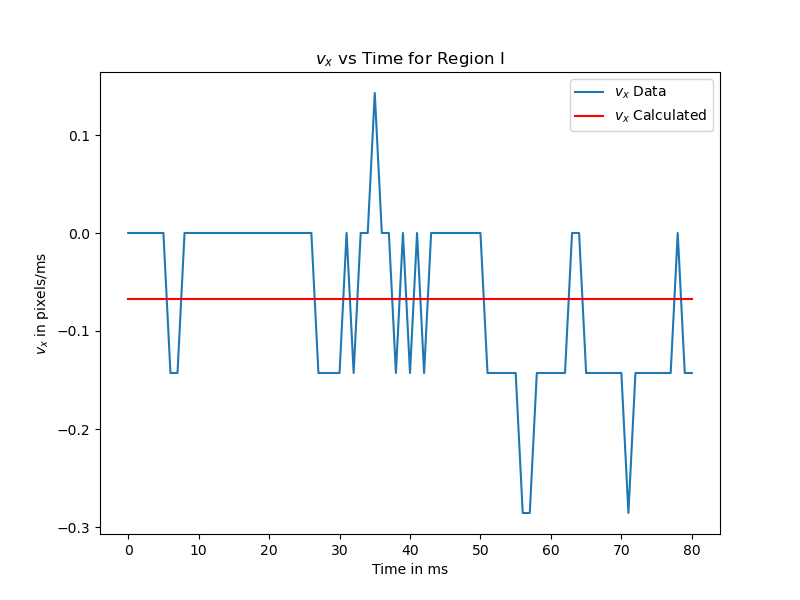 v_x vs Time for Region I
v_x Data
v_x Calculated
0.1
0.0
−0.1
−0.2
−0.3
v_x in pixels/ms
0 10 20 30 40 50 60 70 80
Time in ms